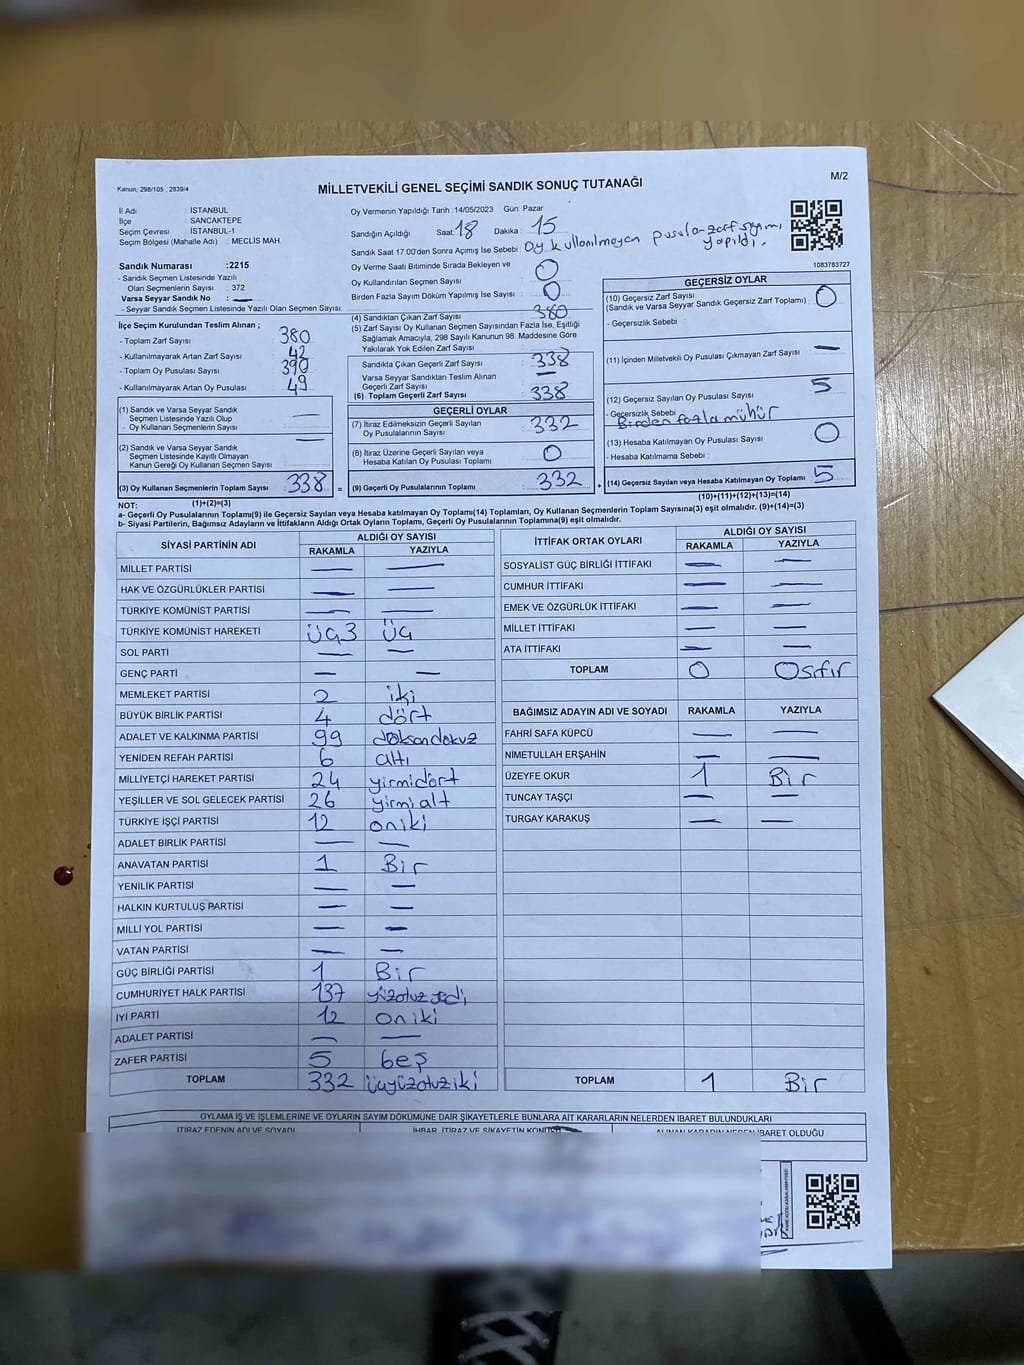 Kanun; 298/105 , 2839/4
MİLLETVEKİLİ GENEL SEÇİMİ SANDIK SONUÇ TUTANAĞI
M/2
İl Adı : İSTANBUL
İlçe : SANCAKTEPE
Seçim Çevresi : İSTANBUL-1
Seçim Bölgesi (Mahalle Adı) : MECLİS MAH.
Oy Vermenin Yapıldığı Tarih :14/05/2023 Gün: Pazar
Sandığın Açıldığı Saat: 18 Dakika : 15
Sandık Saat 17.00'den Sonra Açımış İse Sebebi : Oy kullanılmayan pusula-zarf sayımı
yapıldı.
1083783727
Sandık Numarası :2215
- Sandık Seçmen Listesinde Yazılı
Olan Seçmenlerin Sayısı : 372
Varsa Seyyar Sandık No : —
- Seyyar Sandık Seçmen Listesinde Yazılı Olan Seçmen Sayısı:
Oy Verme Saati Bitiminde Sırada Bekleyen ve
Oy Kullandırılan Seçmen Sayısı : 0
Birden Fazla Sayım Döküm Yapılmış İse Sayısı : 0
İlçe Seçim Kurulundan Teslim Alınan ;
- Toplam Zarf Sayısı : 380
- Kullanılmayarak Artan Zarf Sayısı : 42
- Toplam Oy Pusulası Sayısı : 390
- Kullanılmayarak Artan Oy Pusulası : 49
(1) Sandık ve Varsa Seyyar Sandık
Seçmen Listesinde Yazılı Olup
- Oy Kullanan Seçmenlerin Sayısı : —
(2) Sandık ve Varsa Seyyar Sandık
Seçmen Listesinde Kayıtlı Olmayan
Kanun Gereği Oy Kullanan Seçmen Sayısı : —
(3) Oy Kullanan Seçmenlerin Toplam Sayısı : 338 =
(4) Sandıktan Çıkan Zarf Sayısı : 380
(5) Zarf Sayısı Oy Kullanan Seçmen Sayısından Fazla İse, Eşitliği
Sağlamak Amacıyla; 298 Sayılı Kanunun 98. Maddesine Göre
Yakılarak Yok Edilen Zarf Sayısı :
Sandıkta Çıkan Geçerli Zarf Sayısı : 338
Varsa Seyyar Sandıktan Teslim Alınan
Geçerli Zarf Sayısı : —
(6) Toplam Geçerli Zarf Sayısı : 338
GEÇERLİ OYLAR
(7) İtiraz Edilmeksizin Geçerli Sayılan
Oy Pusulalarının Sayısı : 332
(8) İtiraz Üzerine Geçerli Sayılan veya
Hesaba Katılan Oy Pusulası Toplamı : 0
(9) Geçerli Oy Pusulalarının Toplamı : 332 +
GEÇERSİZ OYLAR
(10) Geçersiz Zarf Sayısı : 0
(Sandık ve Varsa Seyyar Sandık Geçersiz Zarf Toplamı)
- Geçersizlik Sebebi
(11) İçinden Milletvekili Oy Pusulası Çıkmayan Zarf Sayısı : —
(12) Geçersiz Sayılan Oy Pusulası Sayısı : 5
- Geçersizlik Sebebi : Birden fazla mühür
(13) Hesaba Katılmayan Oy Pusulası Sayısı : 0
- Hesaba Katılmama Sebebi :
(14) Geçersiz Sayılan veya Hesaba Katılmayan Oy Toplamı : 5
(10)+(11)+(12)+(13)=(14)
NOT: (1)+(2)=(3)
a- Geçerli Oy Pusulalarının Toplamı(9) ile Geçersiz Sayılan veya Hesaba katılmayan Oy Toplamı(14) Toplamları, Oy Kullanan Seçmenlerin Toplam Sayısına(3) eşit olmalıdır. (9)+(14)=(3)
b- Siyasi Partilerin, Bağımsız Adayların ve İttifakların Aldığı Ortak Oyların Toplamı, Geçerli Oy Pusulalarının Toplamına(9) eşit olmalıdır.
SİYASİ PARTİNİN ADI ALDIĞI OY SAYISI
RAKAMLA YAZIYLA
MİLLET PARTİSİ — —
HAK VE ÖZGÜRLÜKLER PARTİSİ — —
TÜRKİYE KOMÜNİST PARTİSİ — —
TÜRKİYE KOMÜNİST HAREKETİ üç3 üç
SOL PARTİ — —
GENÇ PARTİ — —
MEMLEKET PARTİSİ 2 iki
BÜYÜK BİRLİK PARTİSİ 4 dört
ADALET VE KALKINMA PARTİSİ 99 doksandokuz
YENİDEN REFAH PARTİSİ 6 altı
MİLLİYETÇİ HAREKET PARTİSİ 24 yirmidört
YEŞİLLER VE SOL GELECEK PARTİSİ 26 yirmialt
TÜRKİYE İŞÇİ PARTİSİ 12 oniki
ADALET BİRLİK PARTİSİ — —
ANAVATAN PARTİSİ 1 Bir
YENİLİK PARTİSİ — —
HALKIN KURTULUŞ PARTİSİ — —
MİLLİ YOL PARTİSİ — —
VATAN PARTİSİ — —
GÜÇ BİRLİĞİ PARTİSİ 1 Bir
CUMHURİYET HALK PARTİSİ 137 yüzotuzyedi
İYİ PARTİ 12 oniki
ADALET PARTİSİ — —
ZAFER PARTİSİ 5 beş
TOPLAM 332 üçyüzotuziki
İTTİFAK ORTAK OYLARI ALDIĞI OY SAYISI
RAKAMLA YAZIYLA
SOSYALİST GÜÇ BİRLİĞİ İTTİFAKI — —
CUMHUR İTTİFAKI — —
EMEK VE ÖZGÜRLÜK İTTİFAKI — —
MİLLET İTTİFAKI — —
ATA İTTİFAKI — —
TOPLAM 0 0sıfır
BAĞIMSIZ ADAYIN ADI VE SOYADI RAKAMLA YAZIYLA
FAHRİ SAFA KÜPCÜ — —
NİMETULLAH ERŞAHİN — —
ÜZEYFE OKUR 1 Bir
TUNCAY TAŞÇI — —
TURGAY KARAKUŞ — —
TOPLAM 1 Bir
OYLAMA İŞ VE İŞLEMLERİNE VE OYLARIN SAYIM DÖKÜMÜNE DAİR ŞİKAYETLERLE BUNLARA AİT KARARLARIN NELERDEN İBARET BULUNDUKLARI
İTİRAZ EDENİN ADI VE SOYADI İHBAR, İTİRAZ VE ŞİKAYETİN KONUSU ALINAN KARARIN NEDEN İBARET OLDUĞU